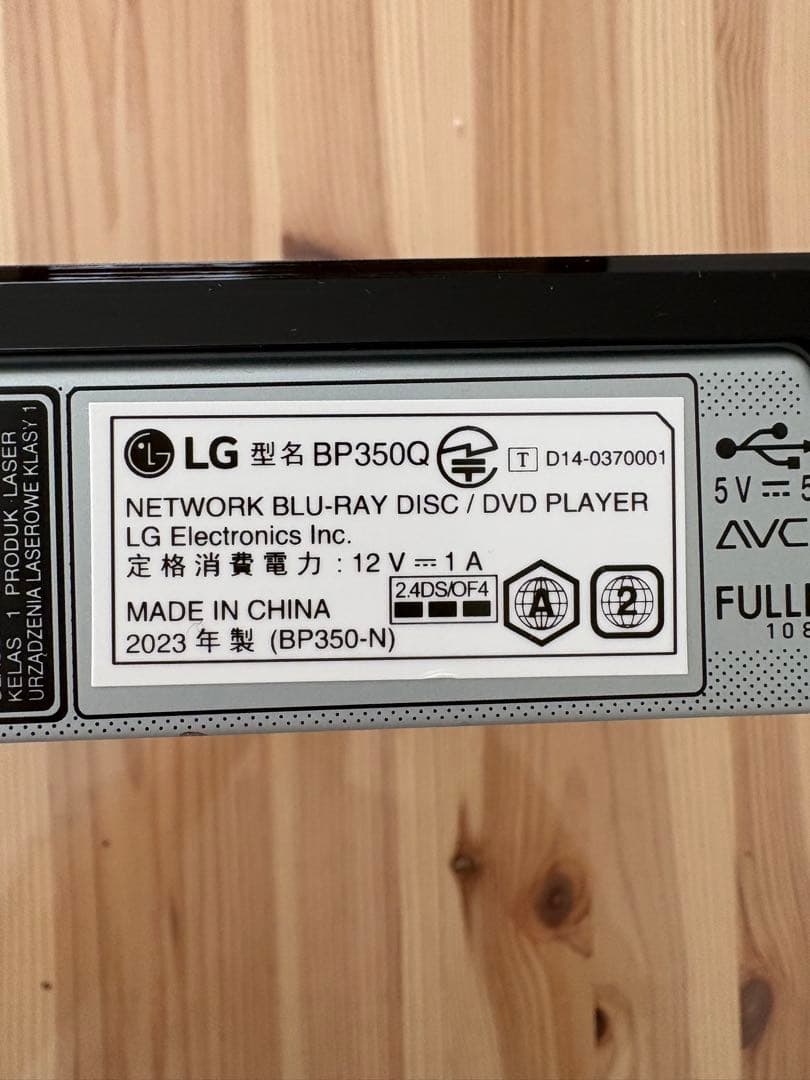 KELAS 1 PRODUK LASER
URZĄDZENIA LASEROWE KLASY 1
LG 型名 BP350Q T D14-0370001
NETWORK BLU-RAY DISC / DVD PLAYER
LG Electronics Inc.
定格消費電力 : 12 V ⎓ 1 A
2.4DS/OF4
A 2
MADE IN CHINA
2023 年 製 (BP350-N)
5 V ⎓ 5
AVC
FULL
108